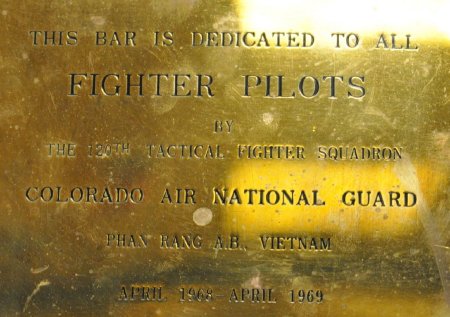 THIS BAR IS DEDICATED TO ALL
FIGHTER PILOTS
BY
THE 120TH TACTICAL FIGHTER SQUADRON
COLORADO AIR NATIONAL GUARD
PHAN RANG A.B., VIETNAM
APRIL 1968-APRIL 1969